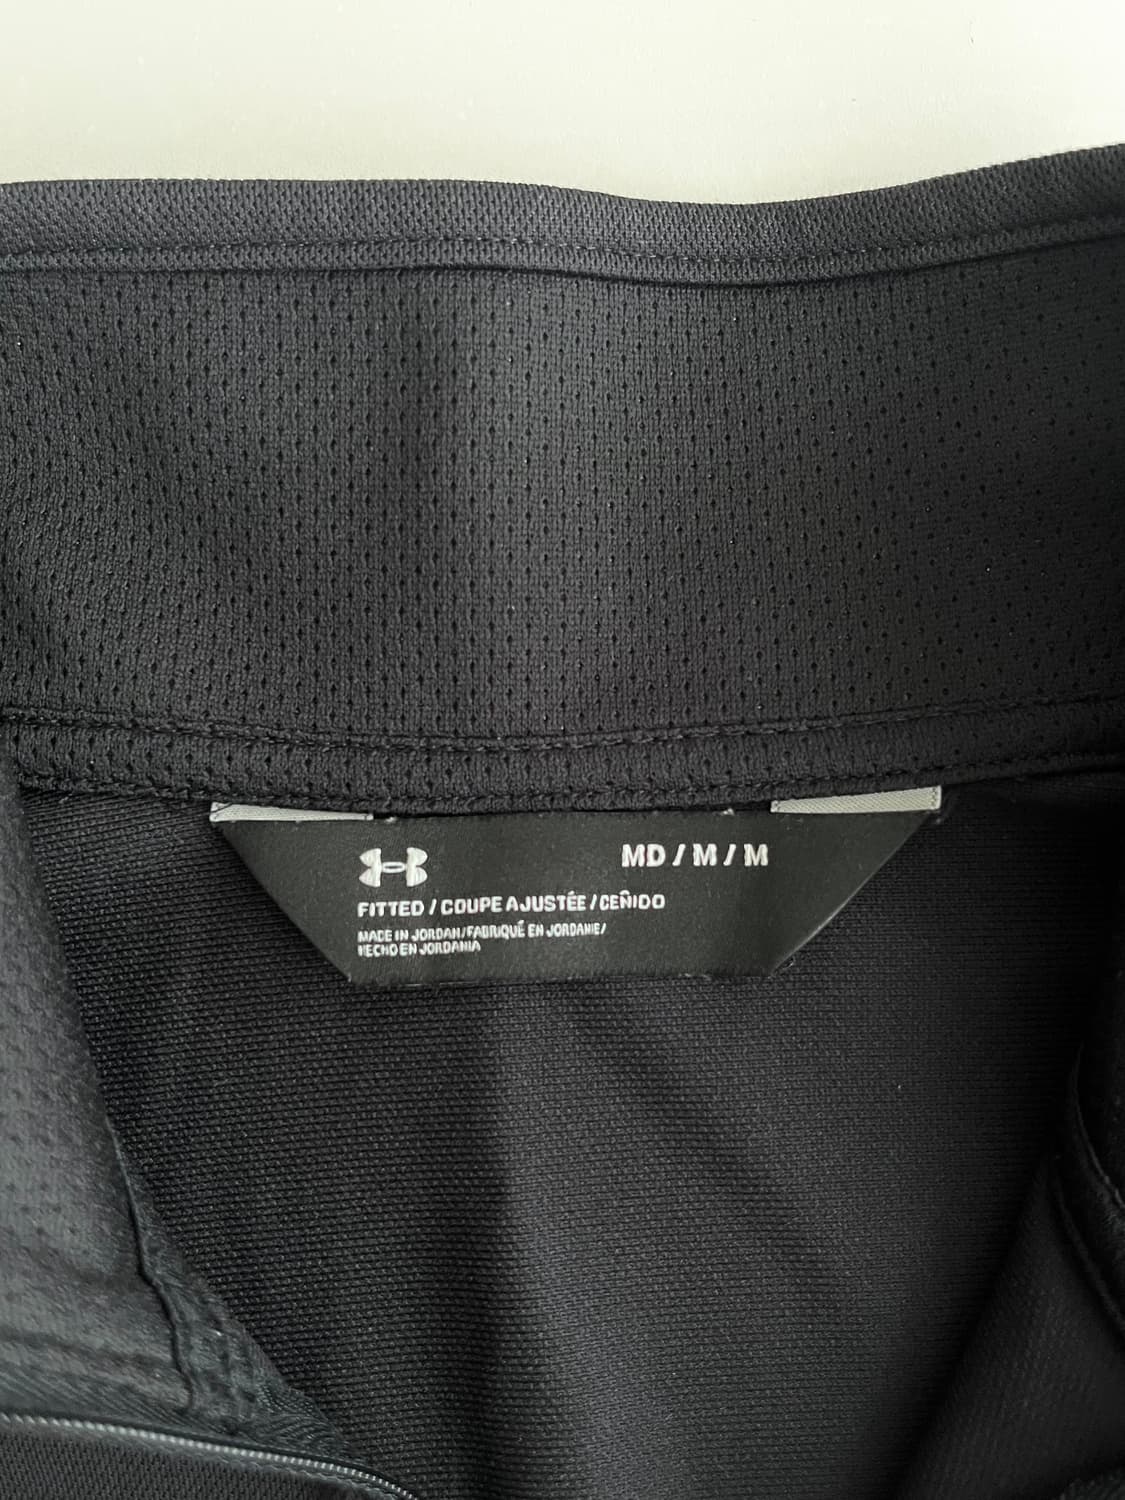 MD / M / M
FITTED / COUPE AJUSTÉE / CEÑIDO
MADE IN JORDAN / FABRIQUÉ EN JORDANIE /
HECHO EN JORDANIA